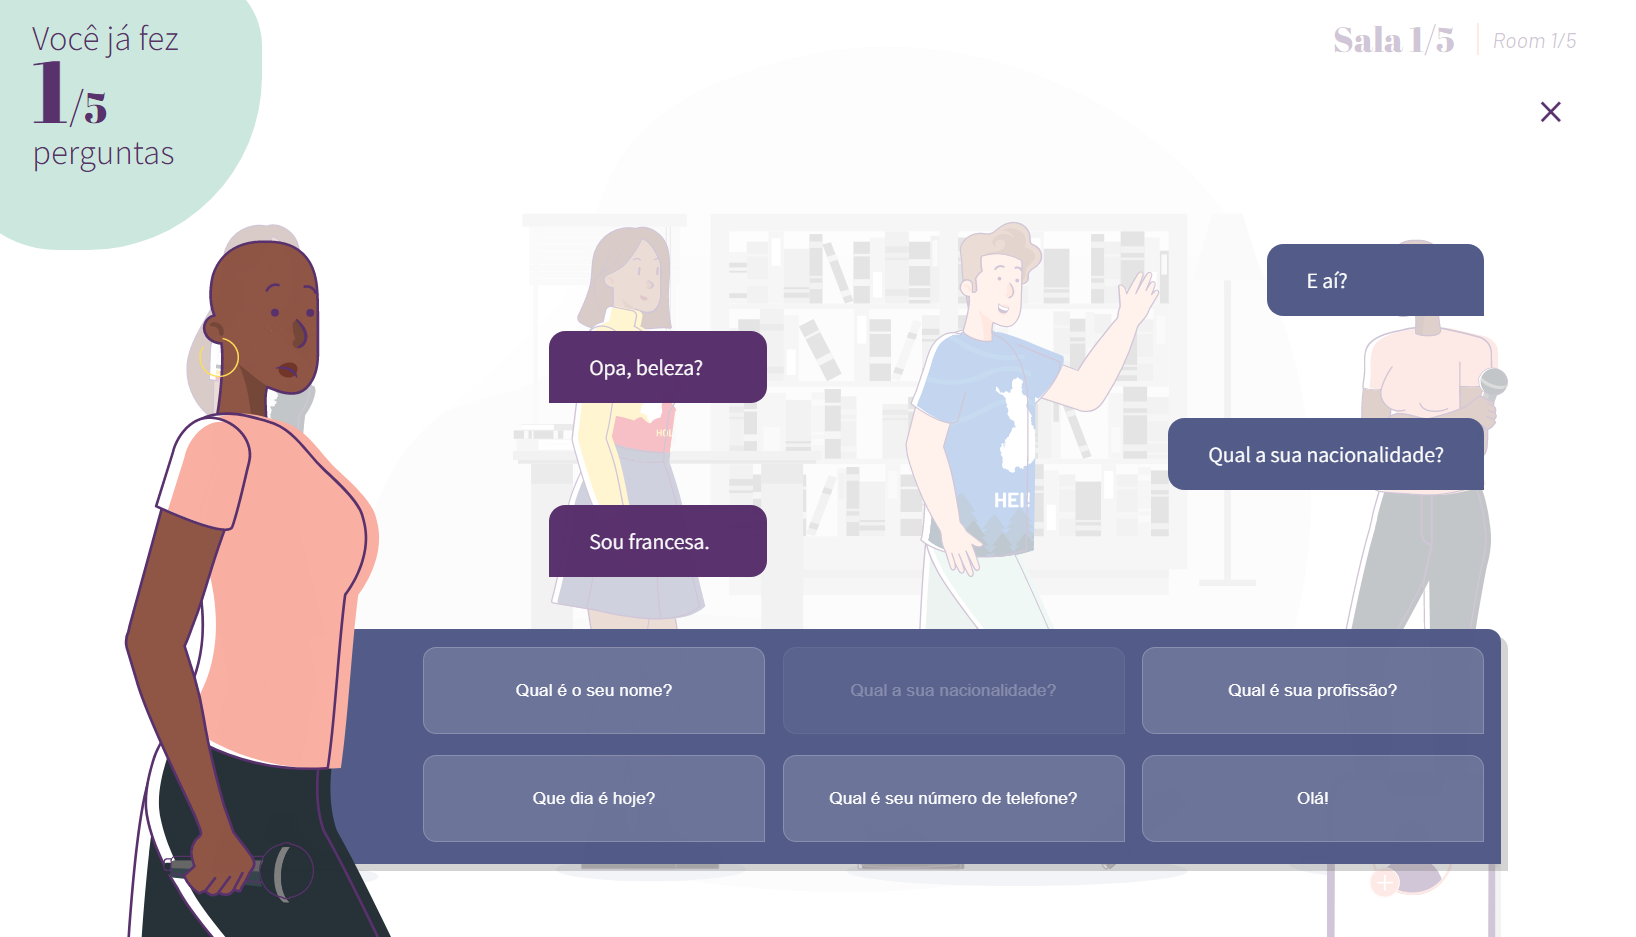 Você já fez
1/5
perguntas
Sala 1/5
Room 1/5
E aí?
Opa, beleza?
Qual a sua nacionalidade?
Sou francesa.
HEI!
Qual é o seu nome?
Qual a sua nacionalidade?
Qual é sua profissão?
Que dia é hoje?
Qual é seu número de telefone?
Olá!